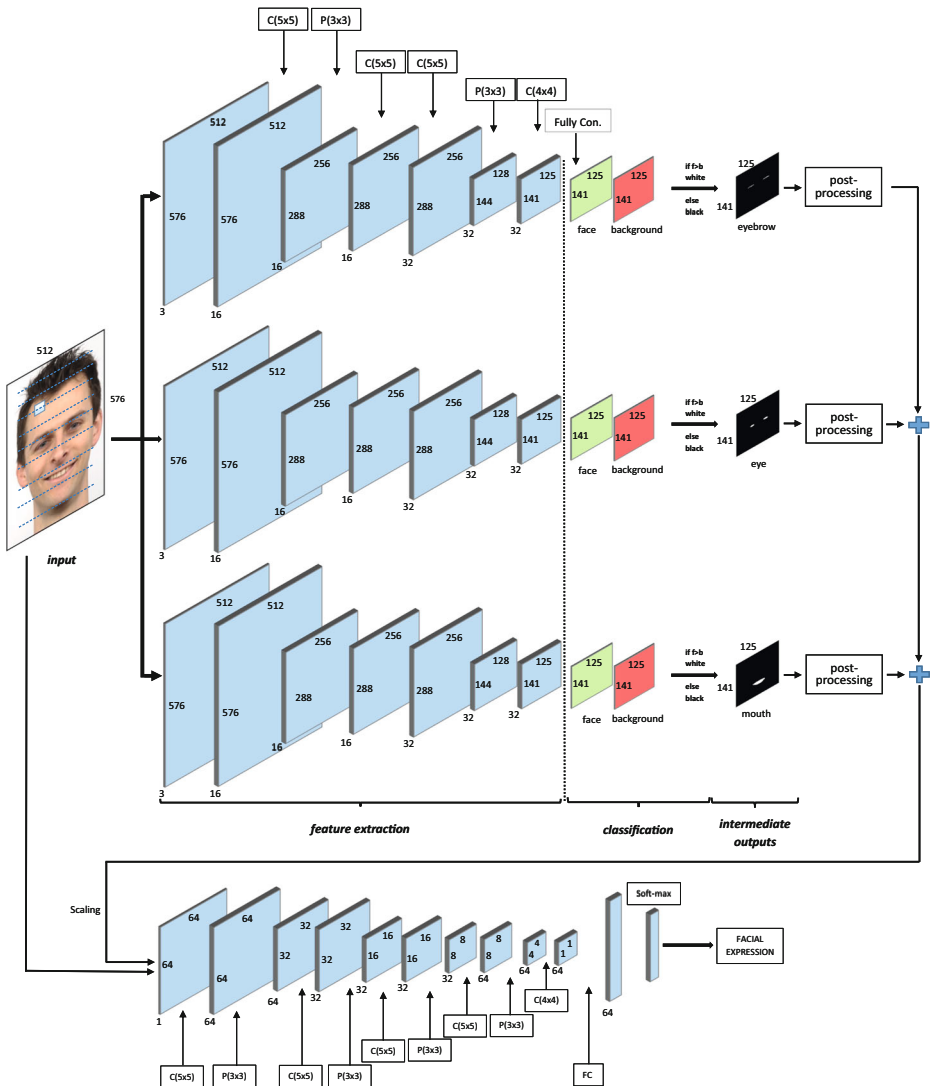 C(5x5) P(3x3)
C(5x5) C(5x5)
P(3x3) C(4x4)
Fully Con.
512 512 256 256 256 128 125
576 576 288 288 288 144 141
3 16 16 16 32 32 32
125 125
141 141
face background
if f>b
white
else
black
125
141
eyebrow
post-
processing
512
576
input
512 512 256 256 256 128 125
576 576 288 288 288 144 141
3 16 16 16 32 32 32
125 125
141 141
face background
if f>b
white
else
black
125
141
eye
post-
processing
512 512 256 256 256 128 125
576 576 288 288 288 144 141
3 16 16 16 32 32 32
125 125
141 141
face background
if f>b
white
else
black
125
141
mouth
post-
processing
feature extraction
classification
intermediate
outputs
Scaling
64 64 32 32 16 16 8 8 4 1
64 64 32 32 16 16 8 8 4 1
1 64 64 32 32 32 32 64 64 64
64
Soft-max
FACIAL
EXPRESSION
C(5x5) P(3x3) C(5x5) P(3x3) C(5x5) P(3x3) C(5x5) P(3x3) C(4x4)
FC